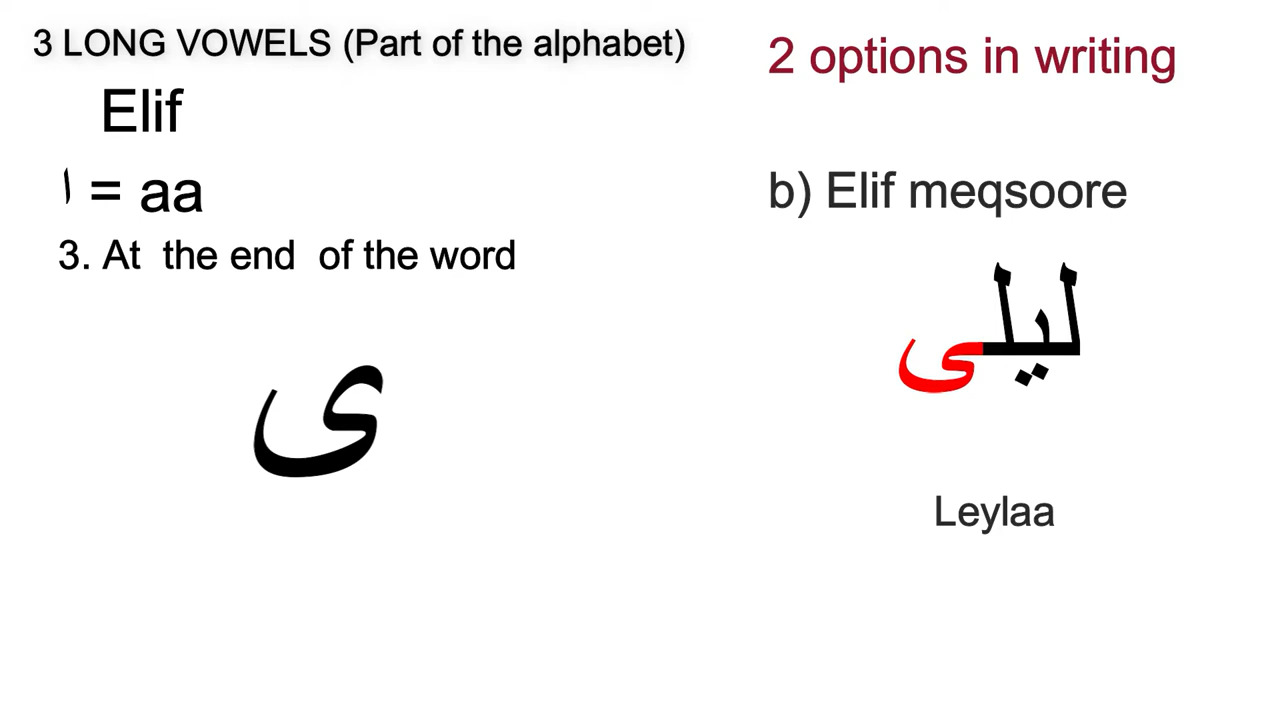 3 LONG VOWELS (Part of the alphabet)
Elif
ا = aa
3. At the end of the word
ى
2 options in writing
b) Elif meqsoore
ليلى
Leylaa